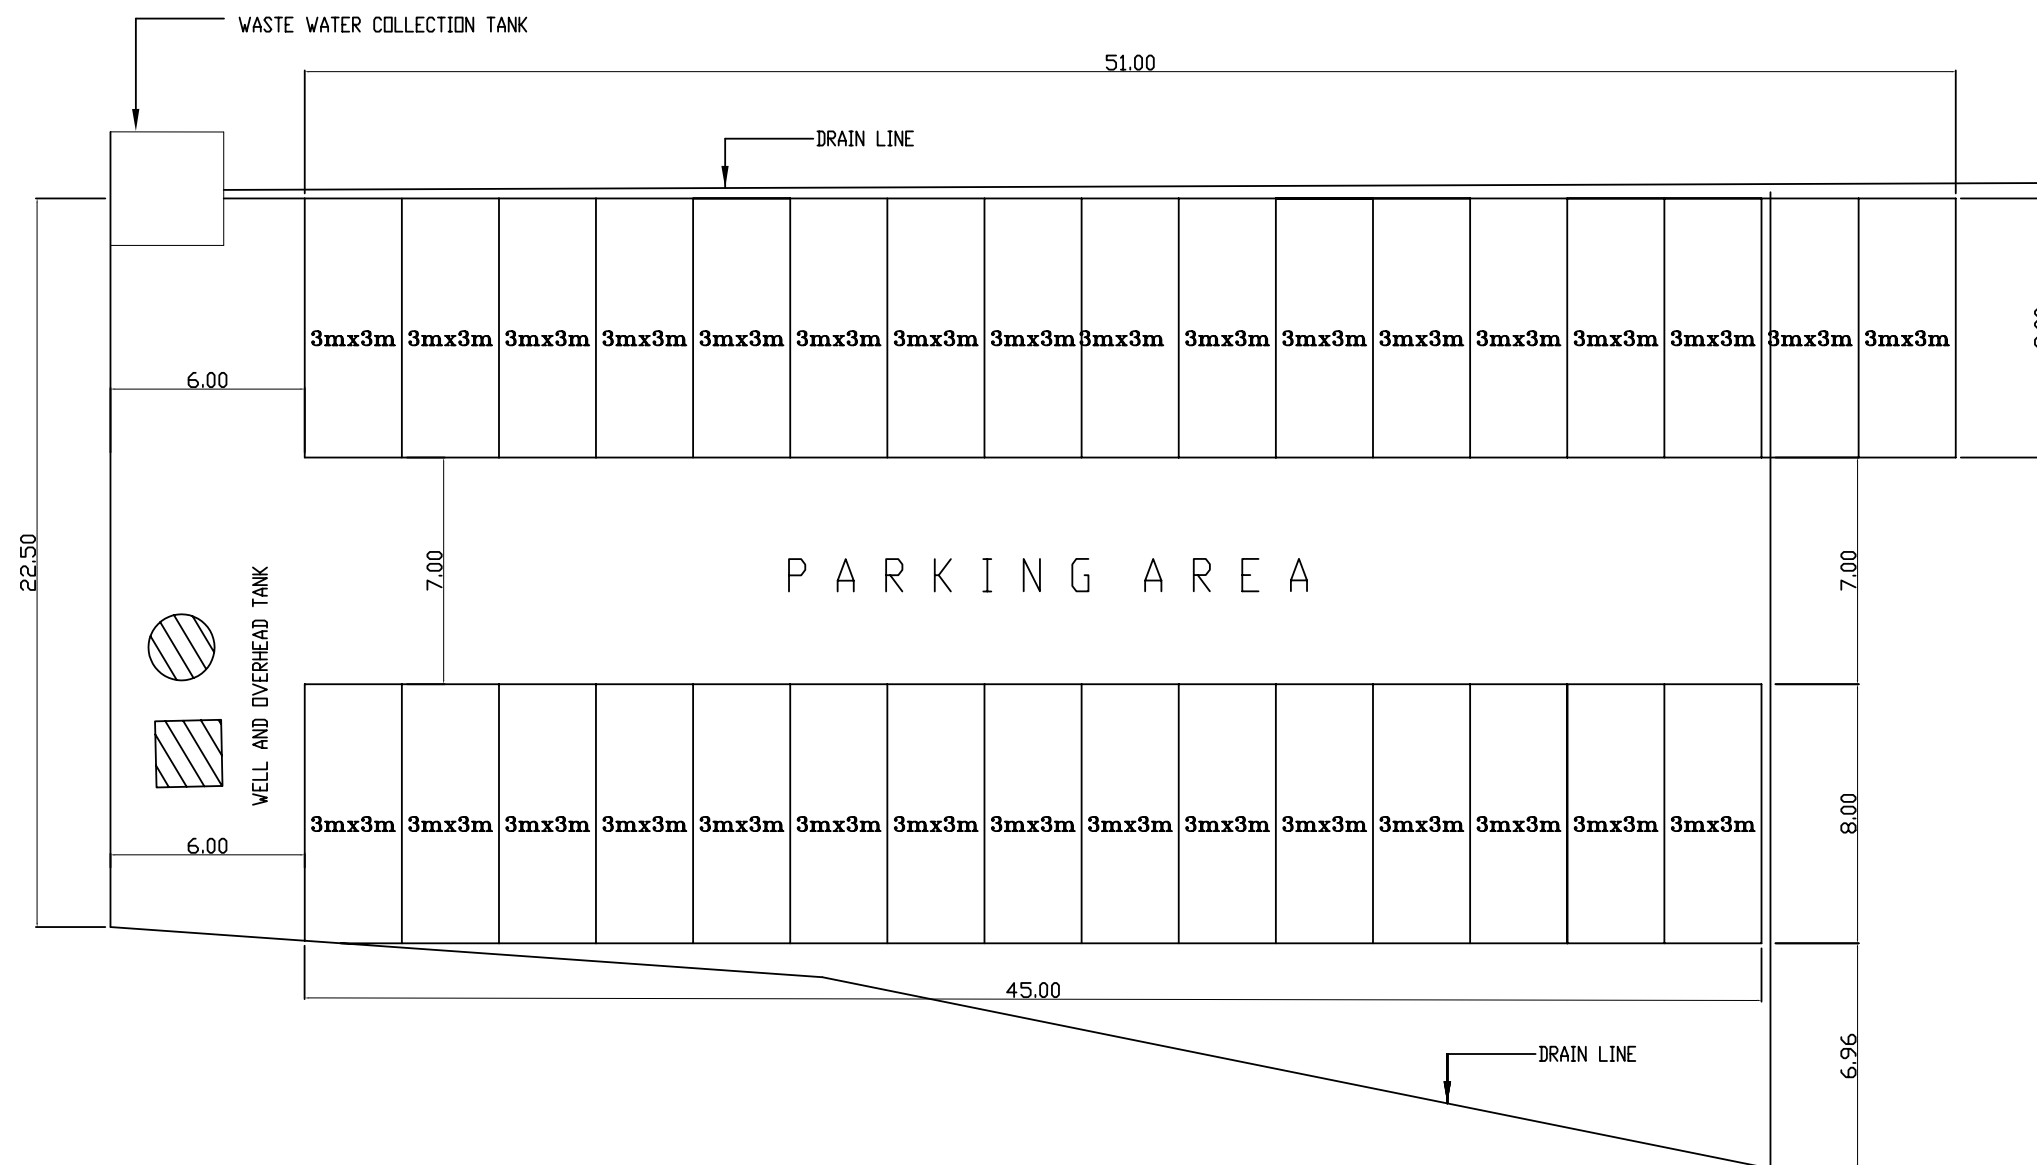 WASTE WATER COLLECTION TANK
51.00
DRAIN LINE
3mx3m 3mx3m 3mx3m 3mx3m 3mx3m 3mx3m 3mx3m 3mx3m 3mx3m 3mx3m 3mx3m 3mx3m 3mx3m 3mx3m 3mx3m 3mx3m 3mx3m
6.00
22.50
7.00
PARKING AREA
7.00
WELL AND OVERHEAD TANK
3mx3m 3mx3m 3mx3m 3mx3m 3mx3m 3mx3m 3mx3m 3mx3m 3mx3m 3mx3m 3mx3m 3mx3m 3mx3m 3mx3m 3mx3m
8.00
6.00
45.00
DRAIN LINE
6.96